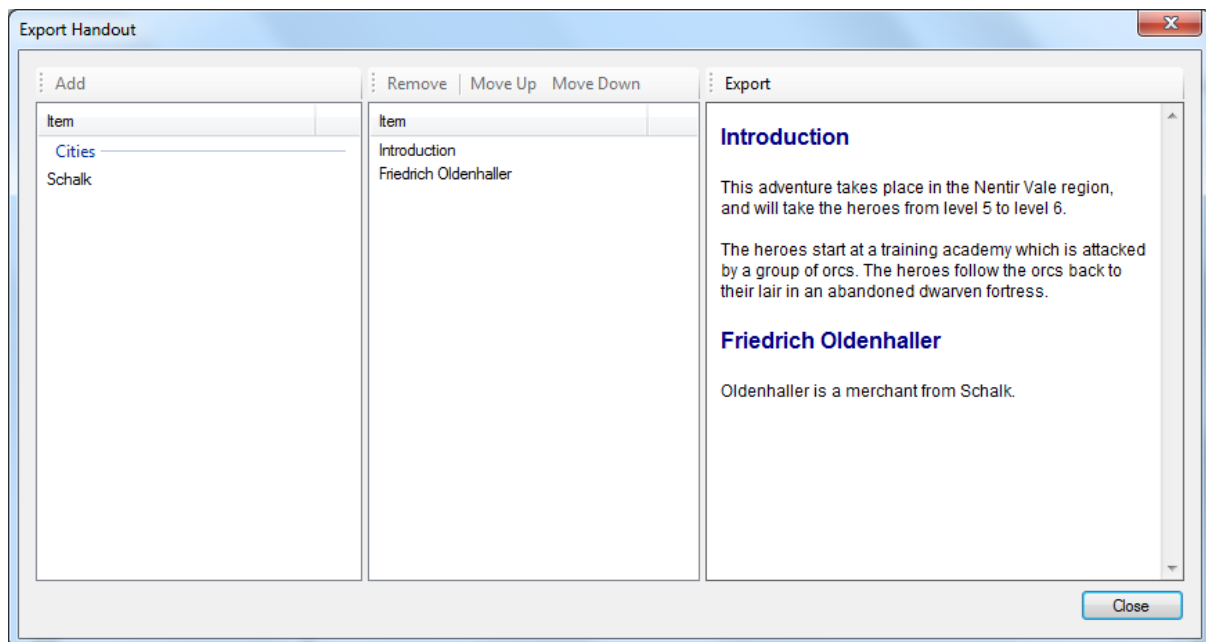 Export Handout
Add
Remove Move Up Move Down
Export
Item
Cities
Schalk
Item
Introduction
Friedrich Oldenhaller
Introduction
This adventure takes place in the Nentir Vale region,
and will take the heroes from level 5 to level 6.
The heroes start at a training academy which is attacked
by a group of orcs. The heroes follow the orcs back to
their lair in an abandoned dwarven fortress.
Friedrich Oldenhaller
Oldenhaller is a merchant from Schalk.
Close